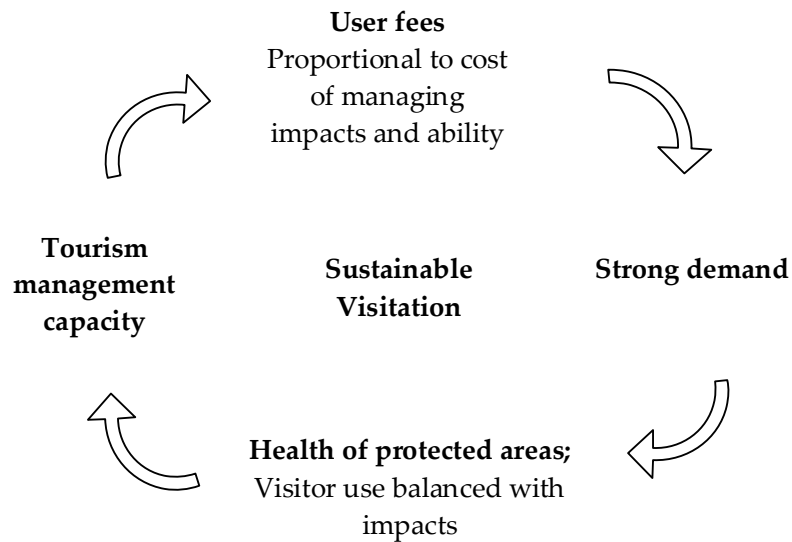 User fees
Proportional to cost
of managing
impacts and ability
Tourism
management
capacity
Sustainable
Visitation
Strong demand
Health of protected areas;
Visitor use balanced with
impacts